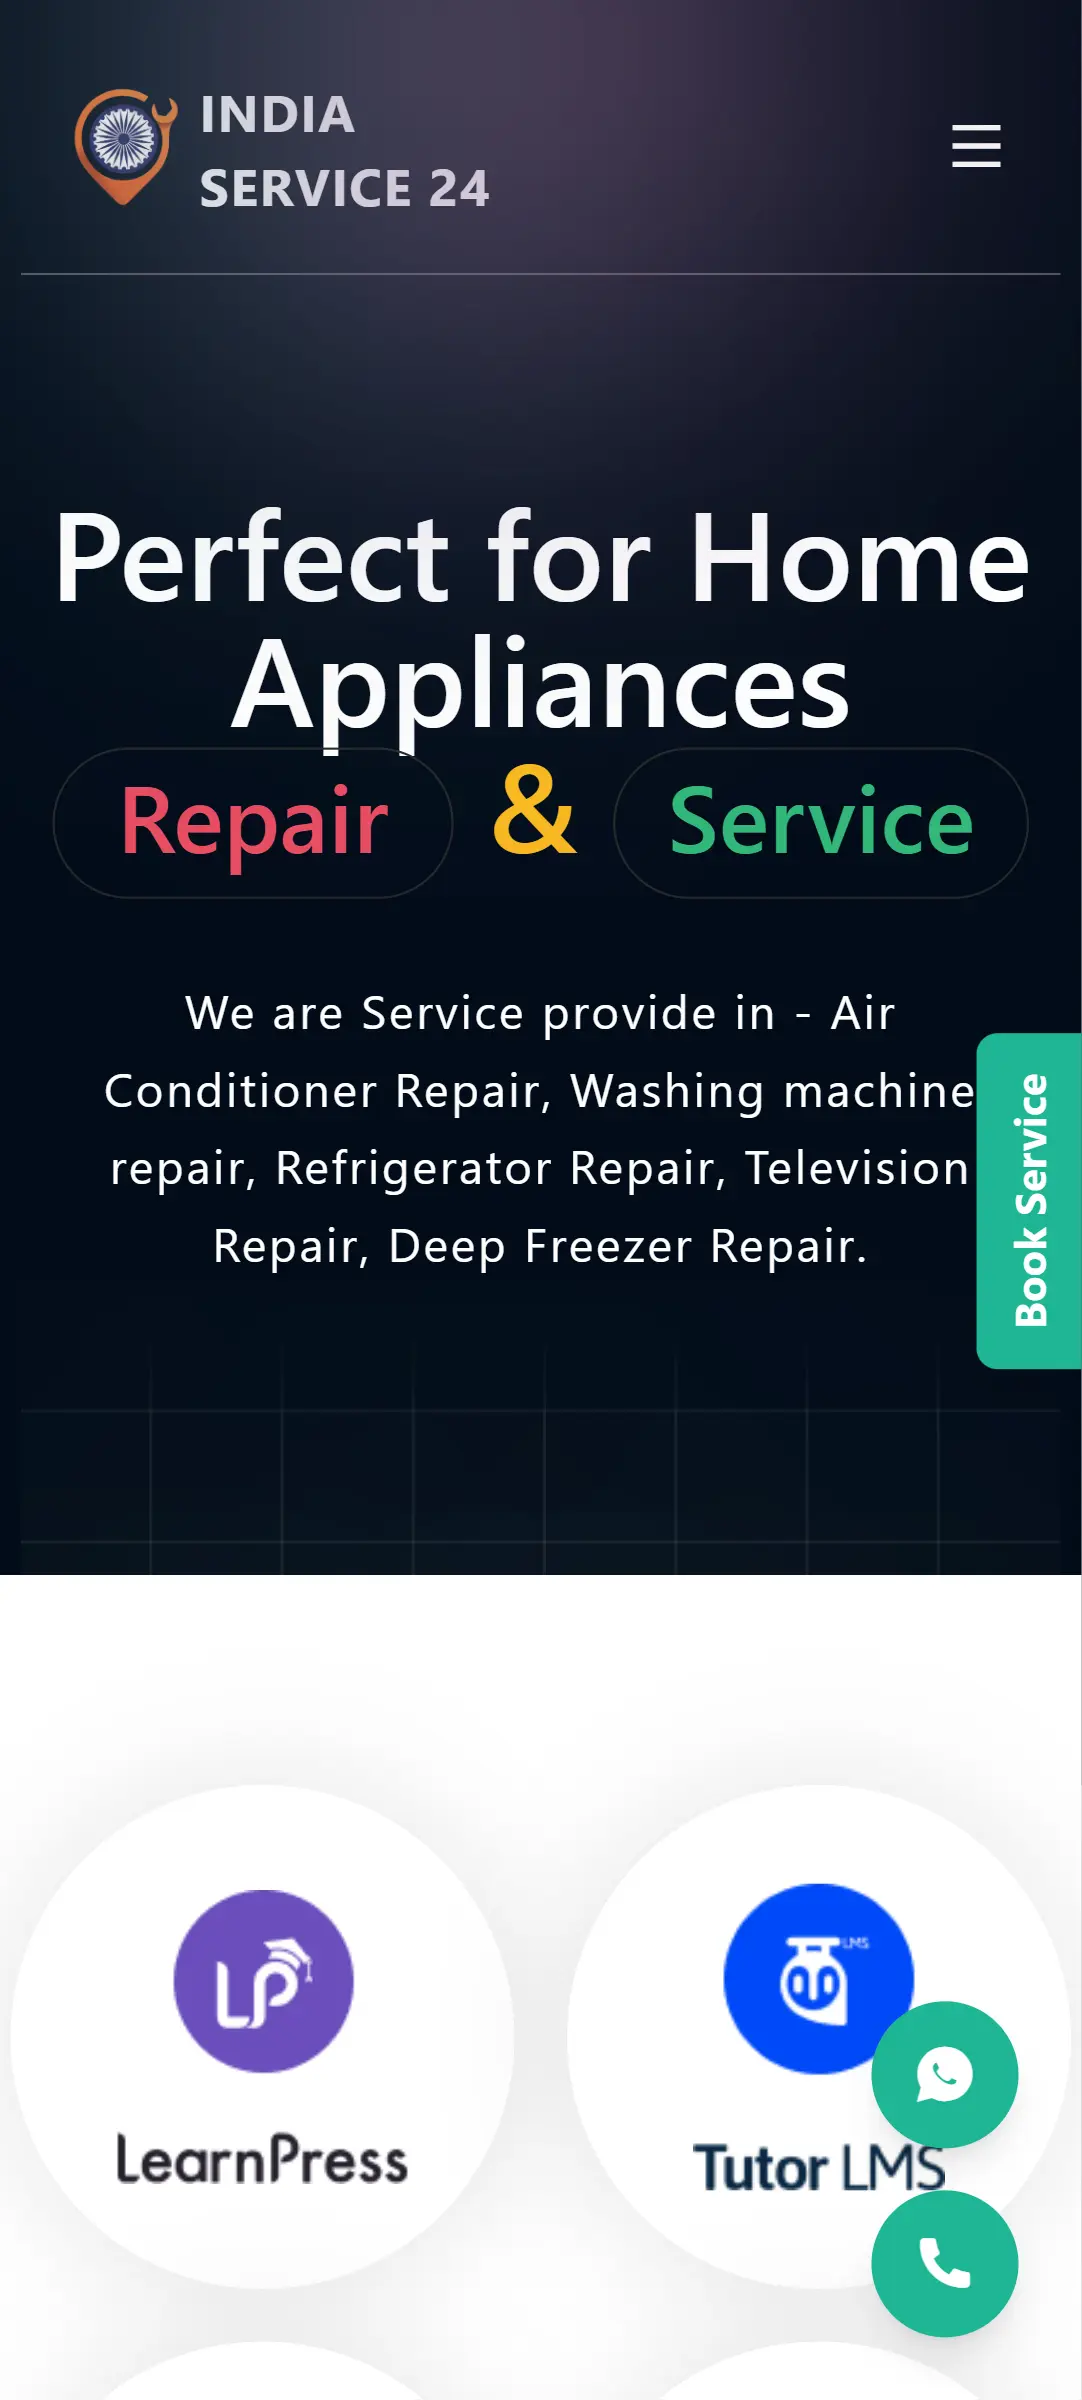 INDIA
SERVICE 24
Perfect for Home
Appliances
Repair & Service
We are Service provide in - Air
Conditioner Repair, Washing machine
repair, Refrigerator Repair, Television
Repair, Deep Freezer Repair.
Book Service
LP
LMS
LearnPress
Tutor LMS